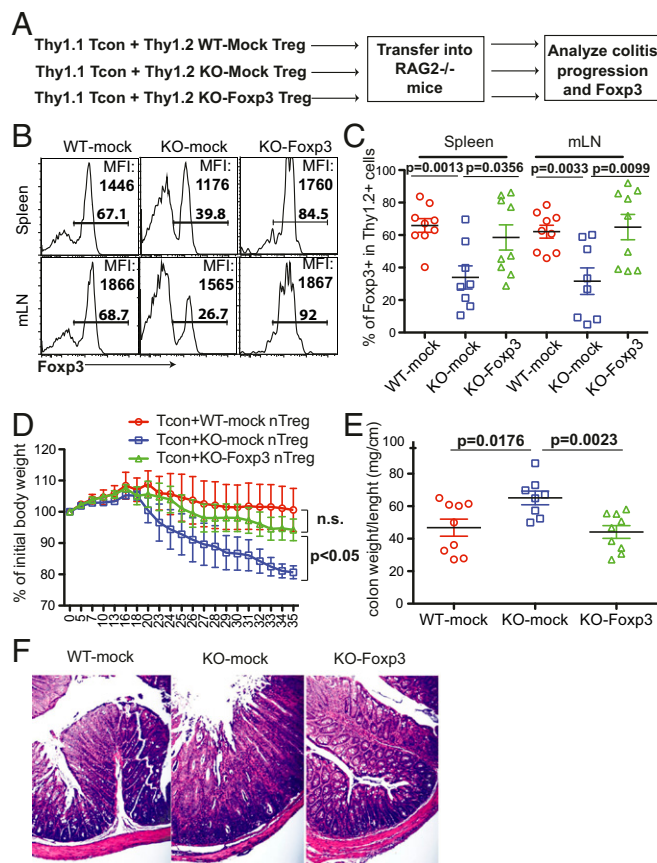 A
Thy1.1 Tcon + Thy1.2 WT-Mock Treg
Thy1.1 Tcon + Thy1.2 KO-Mock Treg
Thy1.1 Tcon + Thy1.2 KO-Foxp3 Treg
Transfer into
RAG2-/-
mice
Analyze colitis
progression
and Foxp3
B
WT-mock KO-mock KO-Foxp3
Spleen
MFI: MFI: MFI:
1446 1176 1760
67.1 39.8 84.5
mLN
MFI: MFI: MFI:
1866 1565 1867
68.7 26.7 92
Foxp3
C
Spleen mLN
p=0.0013 p=0.0356 p=0.0033 p=0.0099
% of Foxp3+ in Thy1.2+ cells
100
80
60
40
20
0
WT-mock KO-mock KO-Foxp3 WT-mock KO-mock KO-Foxp3
D
Tcon+WT-mock nTreg
Tcon+KO-mock nTreg
Tcon+KO-Foxp3 nTreg
% of initial body weight
120
110
100
90
80
70
n.s.
p<0.05
0 5 7 10 13 16 18 20 23 24 25 26 27 28 29 30 31 32 33 34 35
E
p=0.0176 p=0.0023
colon weight/lenght (mg/cm)
100
80
60
40
20
0
WT-mock KO-mock KO-Foxp3
F
WT-mock KO-mock KO-Foxp3